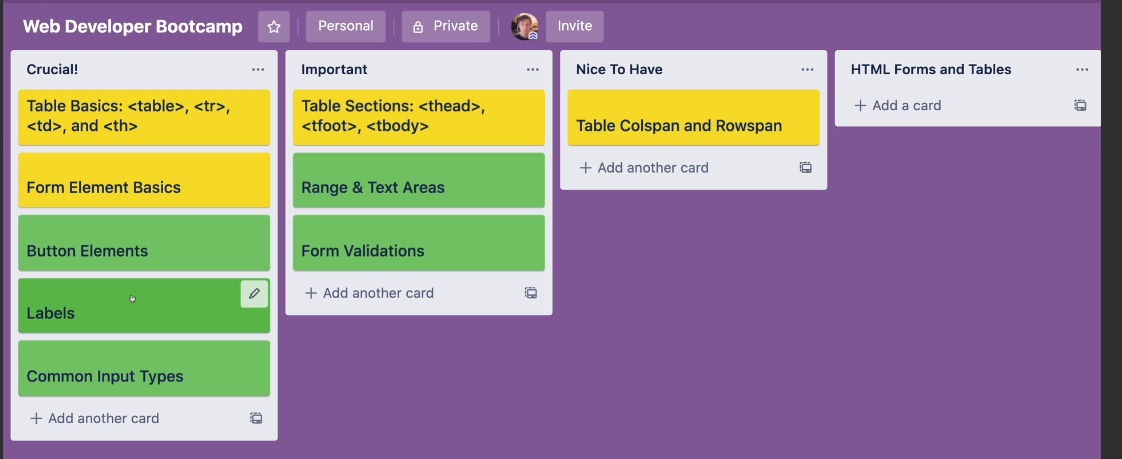 Web Developer Bootcamp
Personal
Private
Invite
Crucial!
Table Basics: <table>, <tr>,
<td>, and <th>
Form Element Basics
Button Elements
Labels
Common Input Types
+ Add another card
Important
Table Sections: <thead>,
<tfoot>, <tbody>
Range & Text Areas
Form Validations
+ Add another card
Nice To Have
Table Colspan and Rowspan
+ Add another card
HTML Forms and Tables
+ Add a card